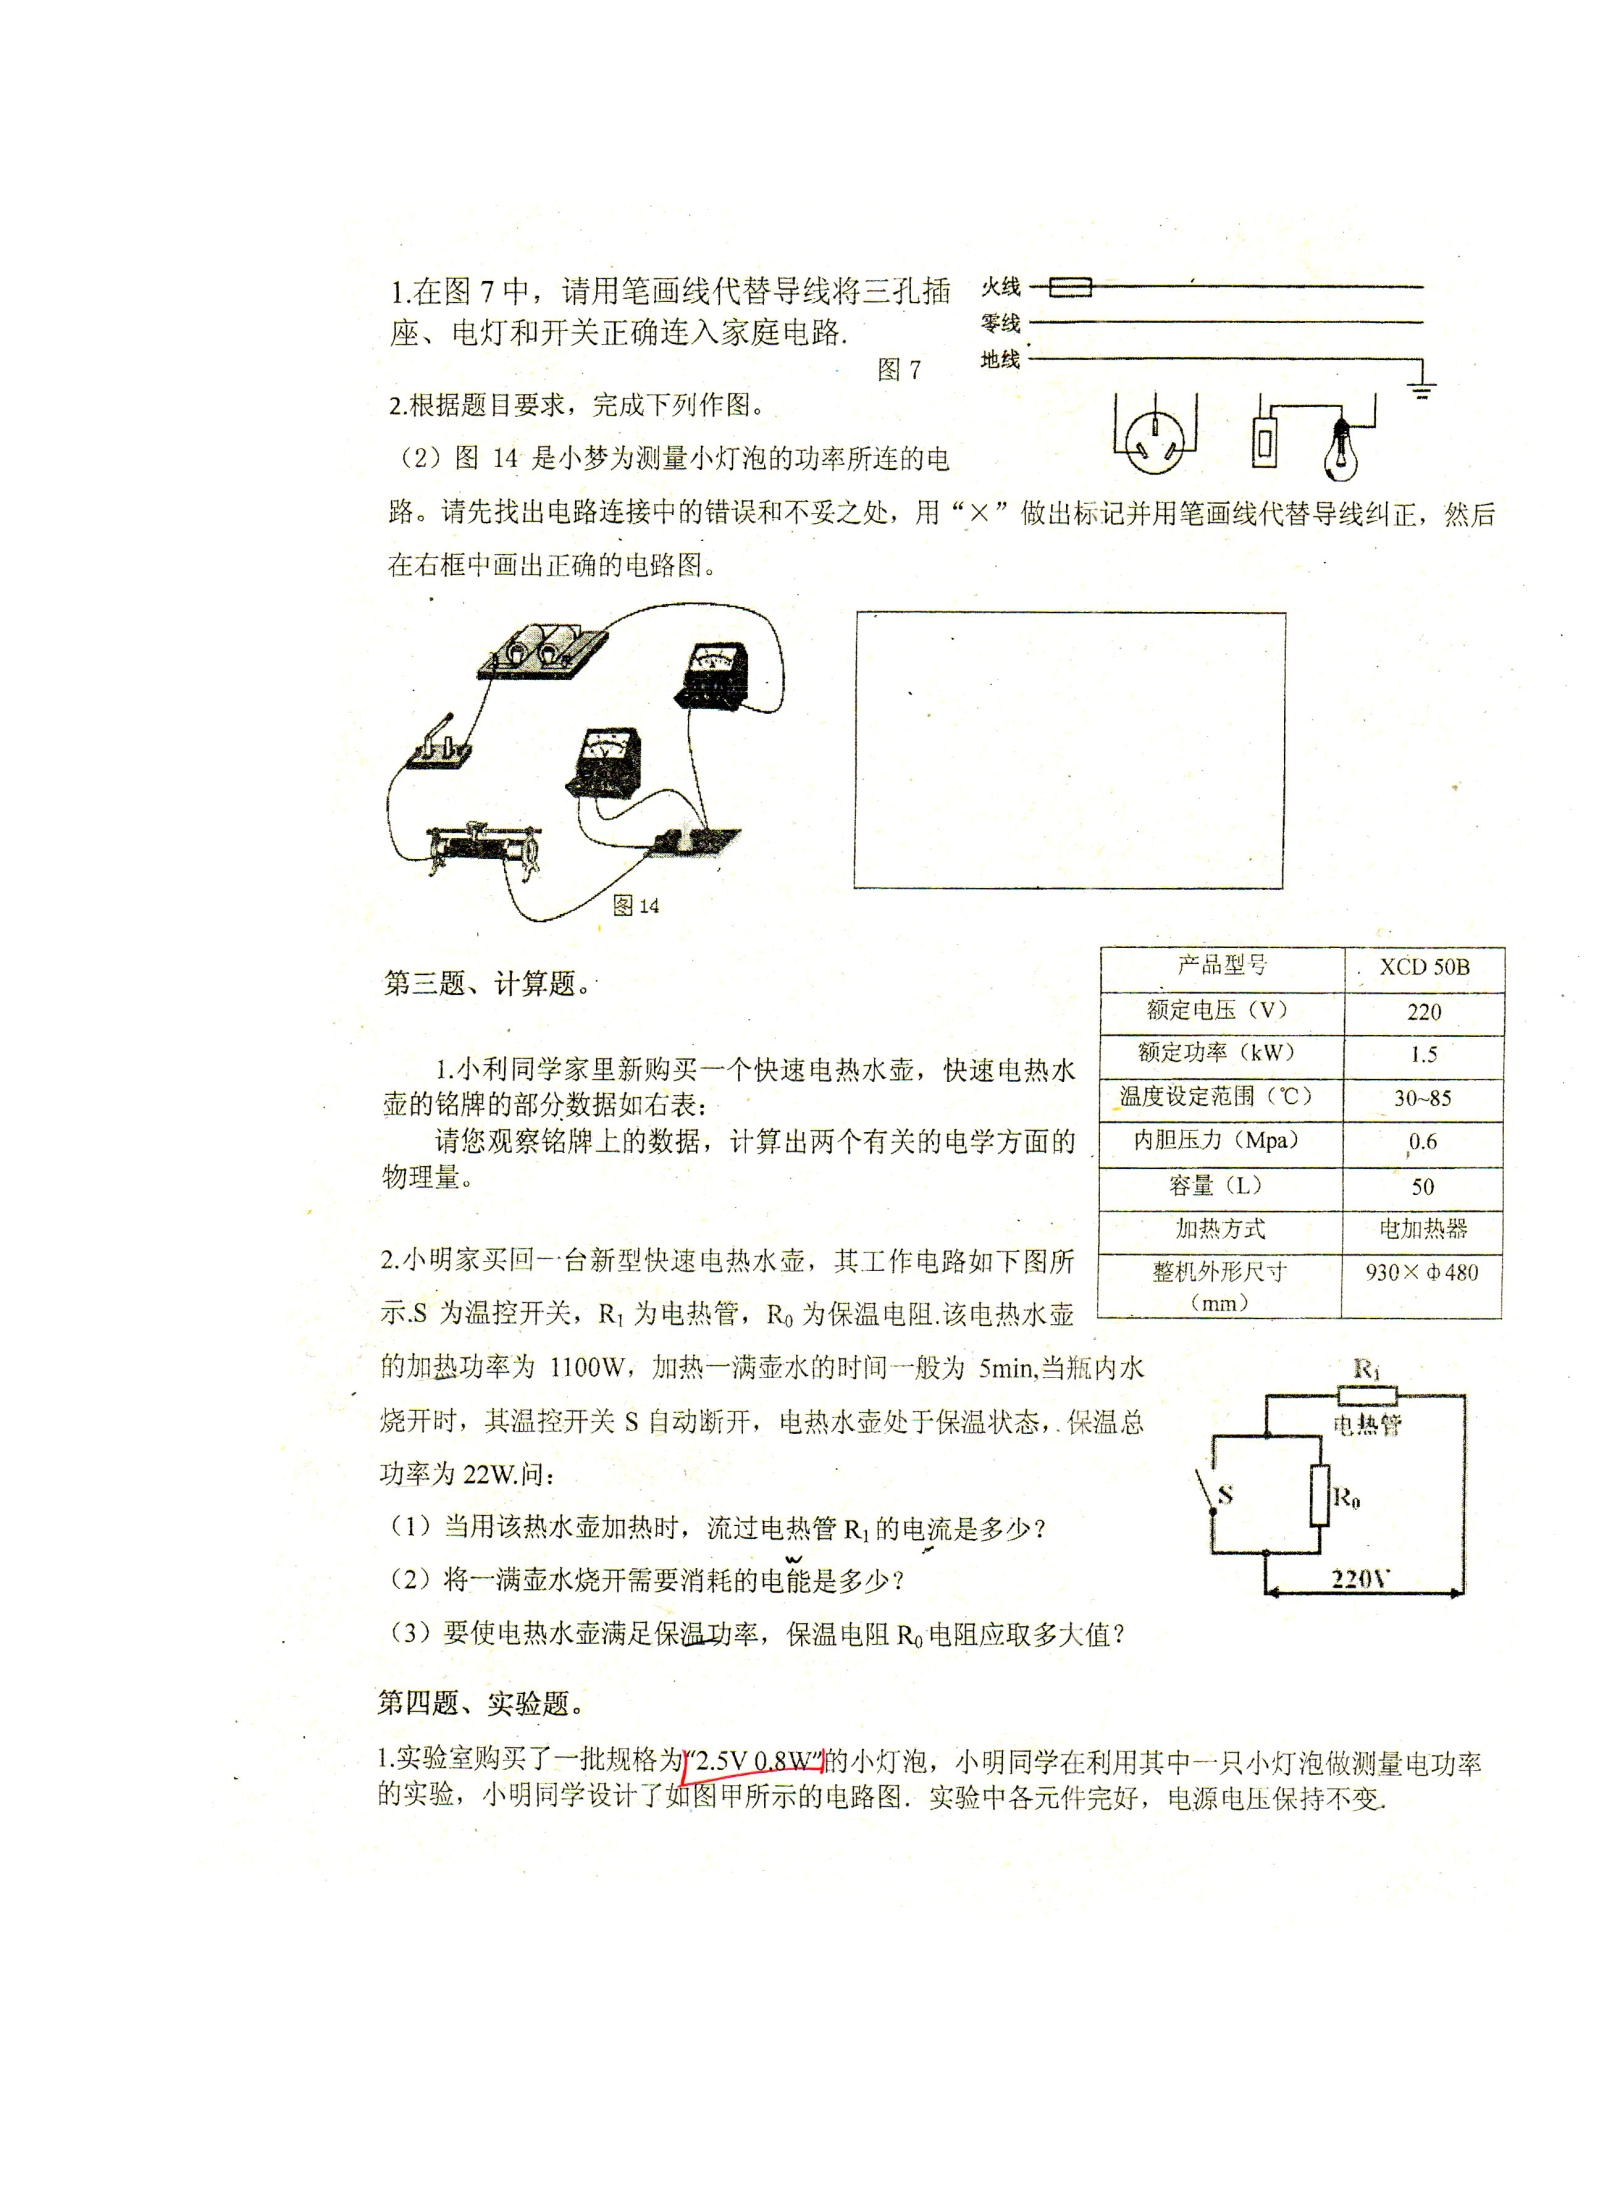 1.在图 7 中，请用笔画线代替导线将三孔插
座、电灯和开关正确连入家庭电路.
图 7
火线
零线
地线
2.根据题目要求，完成下列作图。
（2）图 14 是小梦为测量小灯泡的功率所连的电
路。请先找出电路连接中的错误和不妥之处，用“×”做出标记并用笔画线代替导线纠正，然后
在右框中画出正确的电路图。
图 14
第三题、计算题。
1.小利同学家里新购买一个快速电热水壶，快速电热水
壶的铭牌的部分数据如右表：
请您观察铭牌上的数据，计算出两个有关的电学方面的
物理量。
产品型号 XCD 50B
额定电压（V） 220
额定功率（kW） 1.5
温度设定范围（℃） 30~85
内胆压力（Mpa） 0.6
容量（L） 50
加热方式 电加热器
整机外形尺寸 930×Φ480
（mm）
2.小明家买回一台新型快速电热水壶，其工作电路如下图所
示.S 为温控开关，R₁ 为电热管，R₀ 为保温电阻.该电热水壶
的加热功率为 1100W，加热一满壶水的时间一般为 5min,当瓶内水
烧开时，其温控开关 S 自动断开，电热水壶处于保温状态，保温总
功率为 22W.问：
（1）当用该热水壶加热时，流过电热管 R₁ 的电流是多少？
w
（2）将一满壶水烧开需要消耗的电能是多少？
（3）要使电热水壶满足保温功率，保温电阻 R₀ 电阻应取多大值？
R₁
电热管
S
R₀
220V
第四题、实验题。
1.实验室购买了一批规格为“2.5V 0.8W”的小灯泡，小明同学在利用其中一只小灯泡做测量电功率
的实验，小明同学设计了如图甲所示的电路图．实验中各元件完好，电源电压保持不变.